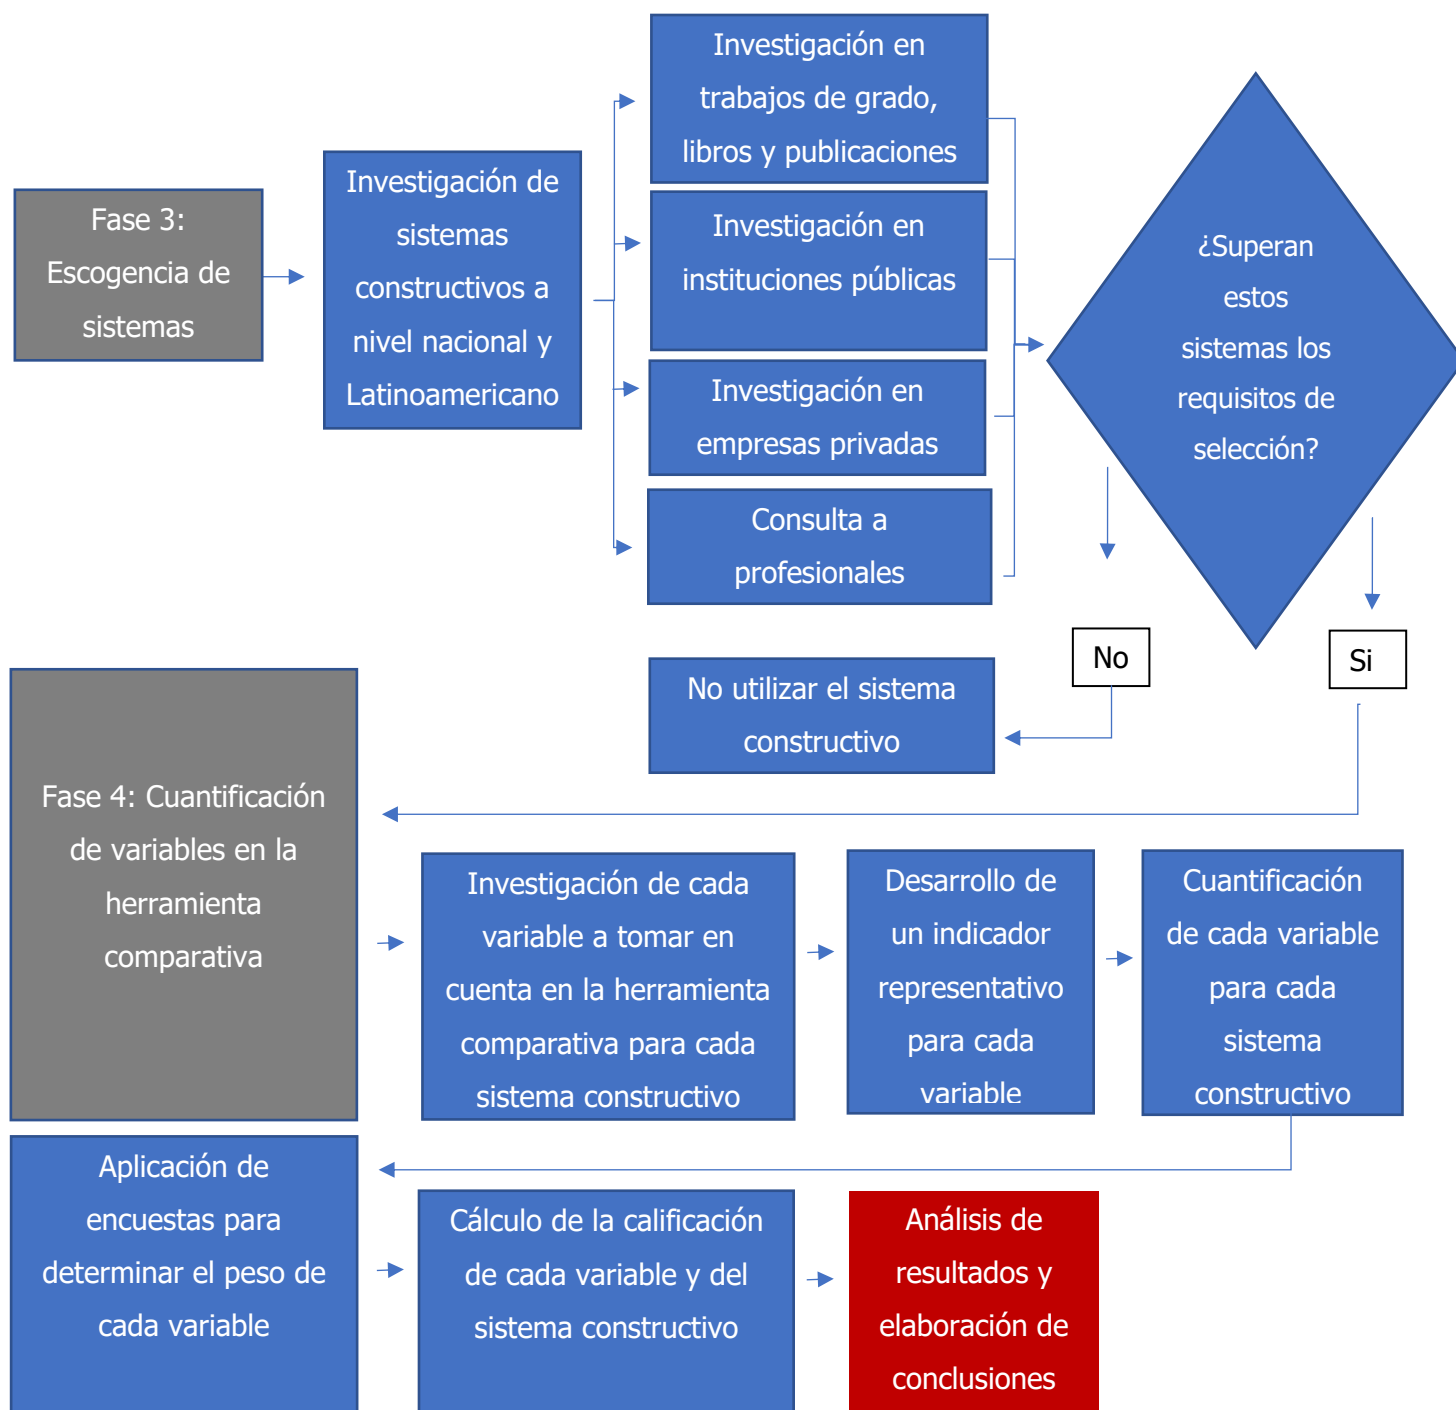 Fase 3:
Escogencia de
sistemas
Investigación de
sistemas
constructivos a
nivel nacional y
Latinoamericano
Investigación en
trabajos de grado,
libros y publicaciones
Investigación en
instituciones públicas
Investigación en
empresas privadas
Consulta a
profesionales
¿Superan
estos
sistemas los
requisitos de
selección?
No
Si
No utilizar el sistema
constructivo
Fase 4: Cuantificación
de variables en la
herramienta
comparativa
Investigación de cada
variable a tomar en
cuenta en la herramienta
comparativa para cada
sistema constructivo
Desarrollo de
un indicador
representativo
para cada
variable
Cuantificación
de cada variable
para cada
sistema
constructivo
Aplicación de
encuestas para
determinar el peso de
cada variable
Cálculo de la calificación
de cada variable y del
sistema constructivo
Análisis de
resultados y
elaboración de
conclusiones